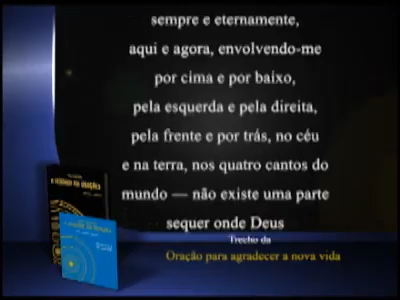 sempre e eternamente,
aqui e agora, envolvendo-me
por cima e por baixo,
pela esquerda e pela direita,
pela frente e por trás, no céu
e na terra, nos quatro cantos do
mundo — não existe uma parte
sequer onde Deus
Trecho da
Oração para agradecer a nova vida